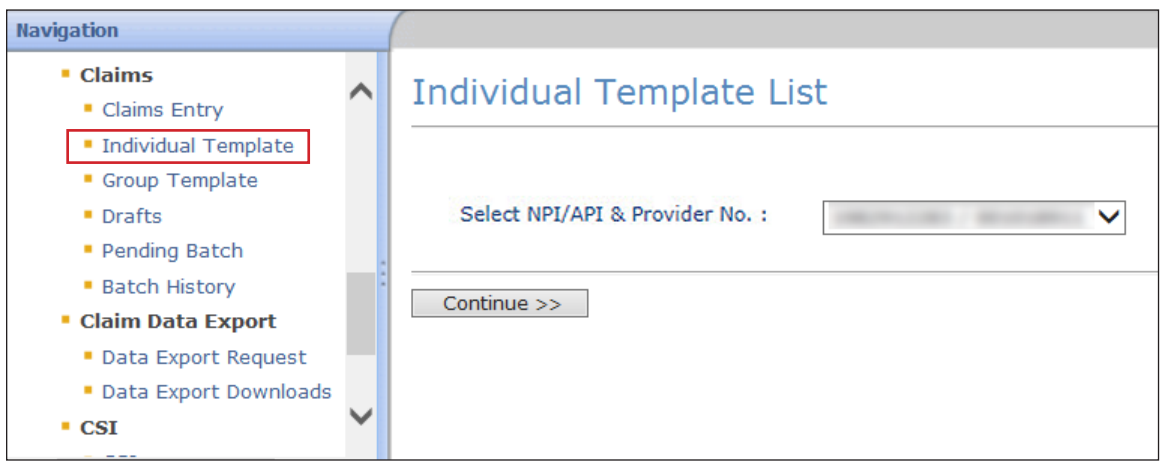 Navigation
Claims
Claims Entry
Individual Template
Group Template
Drafts
Pending Batch
Batch History
Claim Data Export
Data Export Request
Data Export Downloads
CSI
Individual Template List
Select NPI/API & Provider No. :
Continue >>